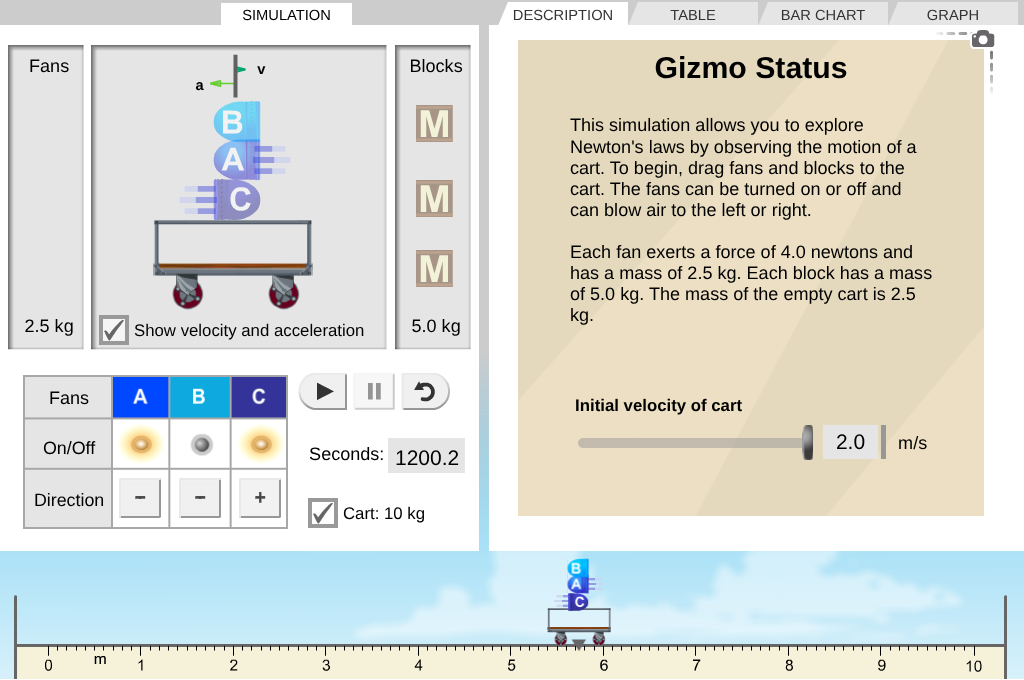 SIMULATION
DESCRIPTION
TABLE
BAR CHART
GRAPH
Fans
a
v
B
A
C
2.5 kg
Show velocity and acceleration
Blocks
M
M
M
5.0 kg
Gizmo Status
This simulation allows you to explore
Newton's laws by observing the motion of a
cart. To begin, drag fans and blocks to the
cart. The fans can be turned on or off and
can blow air to the left or right.
Each fan exerts a force of 4.0 newtons and
has a mass of 2.5 kg. Each block has a mass
of 5.0 kg. The mass of the empty cart is 2.5
kg.
Initial velocity of cart
2.0 m/s
Fans A B C
On/Off
Direction − − +
Seconds: 1200.2
Cart: 10 kg
B
A
C
0 m 1 2 3 4 5 6 7 8 9 10